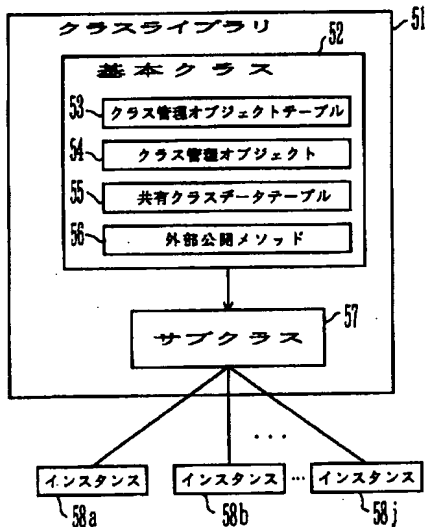 クラスライブラリ
51
52
基本クラス
53 クラス管理オブジェクトテーブル
54 クラス管理オブジェクト
55 共有クラスデータテーブル
56 外部公開メソッド
サブクラス
57
...
インスタンス インスタンス ... インスタンス
58a 58b 58j